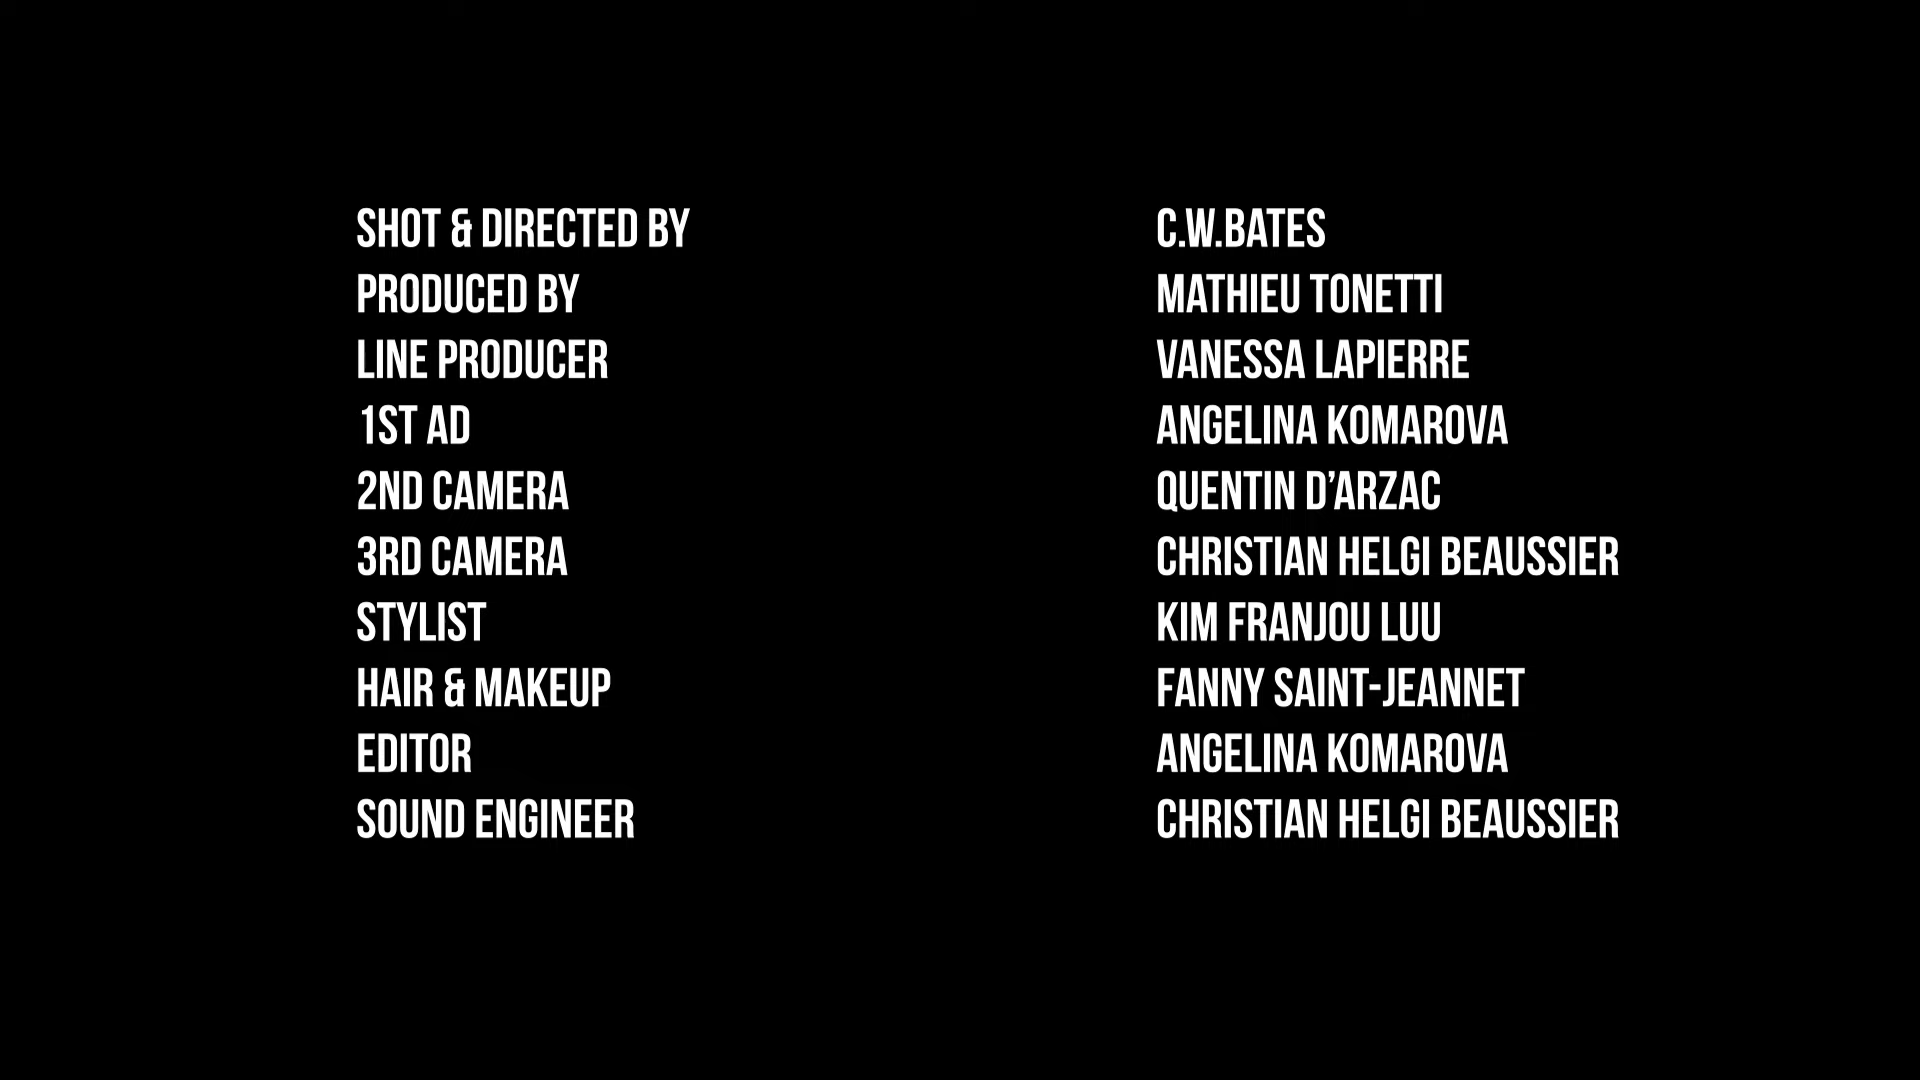 SHOT & DIRECTED BY C.W.BATES
PRODUCED BY MATHIEU TONETTI
LINE PRODUCER VANESSA LAPIERRE
1ST AD ANGELINA KOMAROVA
2ND CAMERA QUENTIN D’ARZAC
3RD CAMERA CHRISTIAN HELGI BEAUSSIER
STYLIST KIM FRANJOU LUU
HAIR & MAKEUP FANNY SAINT-JEANNET
EDITOR ANGELINA KOMAROVA
SOUND ENGINEER CHRISTIAN HELGI BEAUSSIER